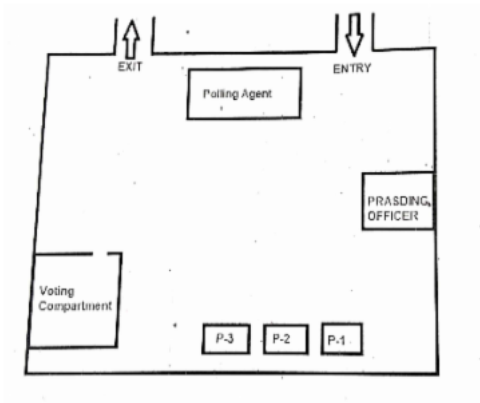 EXIT
ENTRY
Polling Agent
PRASDING
OFFICER
Voting
Compartment
P-3
P-2
P-1